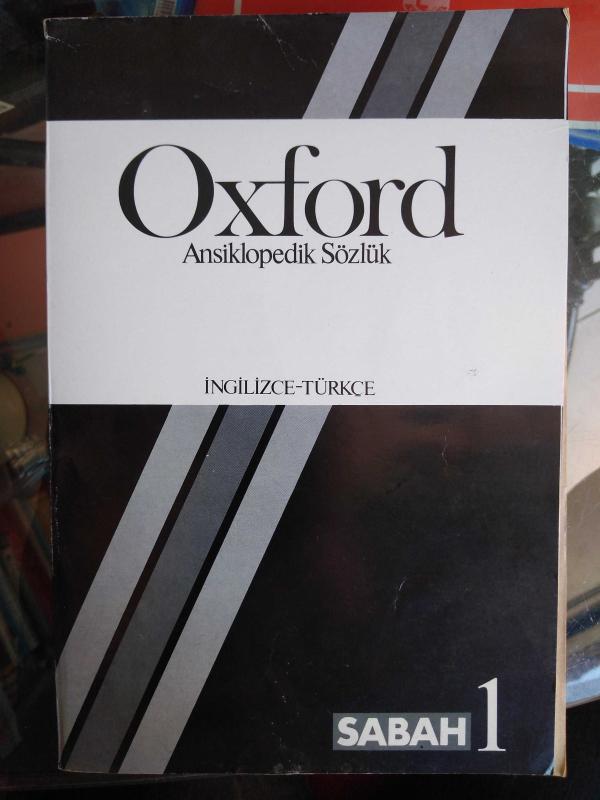 Oxford
Ansiklopedik Sözlük
İNGİLİZCE-TÜRKÇE
SABAH 1